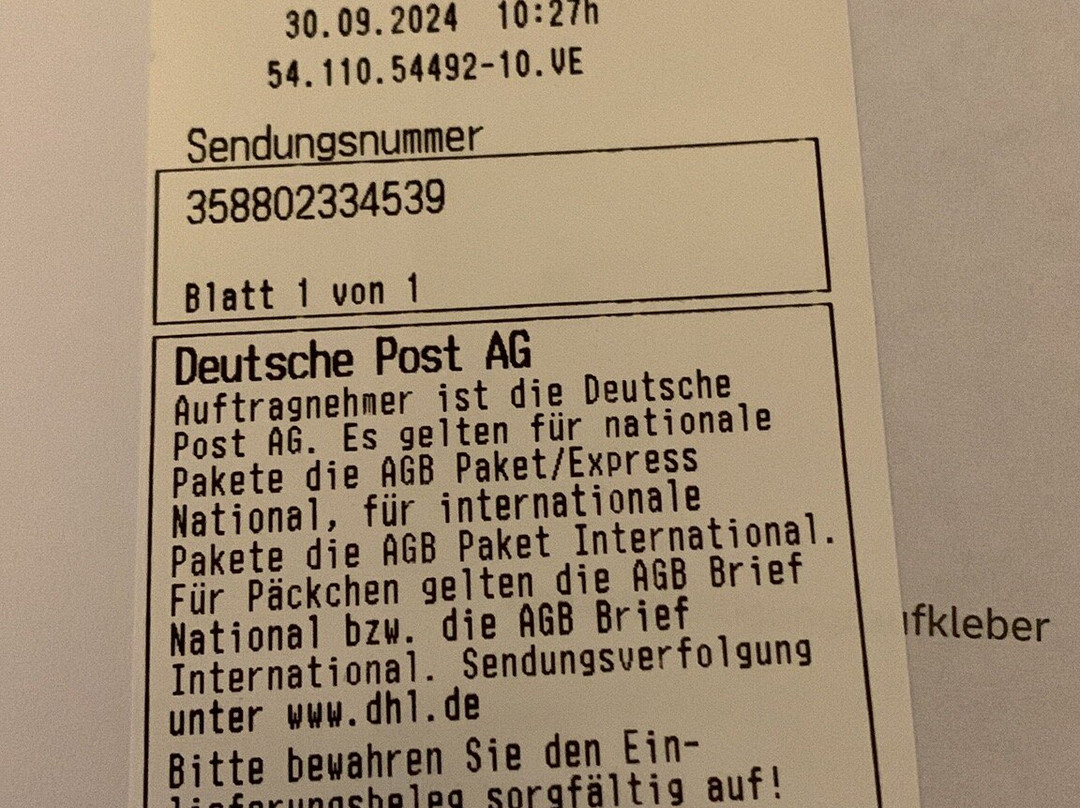 30.09.2024 10:27h
54.110.54492-10.VE
Sendungsnummer
358802334539
Blatt 1 von 1
Deutsche Post AG
Auftragnehmer ist die Deutsche
Post AG. Es gelten für nationale
Pakete die AGB Paket/Express
National, für internationale
Pakete die AGB Paket International.
Für Päckchen gelten die AGB Brief
National bzw. die AGB Brief
International. Sendungsverfolgung
unter www.dhl.de
Bitte bewahren Sie den Ein-
lieferungsbeleg sorgfältig auf!
fkleber